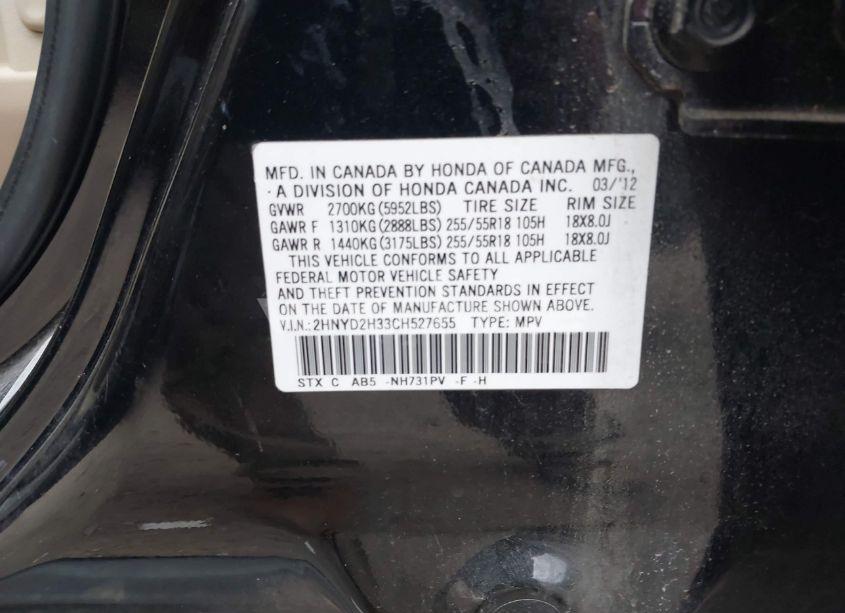 MFD. IN CANADA BY HONDA OF CANADA MFG.,
A DIVISION OF HONDA CANADA INC. 03/'12
GVWR 2700KG(5952LBS) TIRE SIZE RIM SIZE
GAWR F 1310KG(2888LBS) 255/55R18 105H 18X8.0J
GAWR R 1440KG(3175LBS) 255/55R18 105H 18X8.0J
THIS VEHICLE CONFORMS TO ALL APPLICABLE
FEDERAL MOTOR VEHICLE SAFETY
AND THEFT PREVENTION STANDARDS IN EFFECT
ON THE DATE OF MANUFACTURE SHOWN ABOVE.
V.I.N.: 2HNYD2H33CH527655 TYPE: MPV
STX C AB5 -NH731PV -F -H